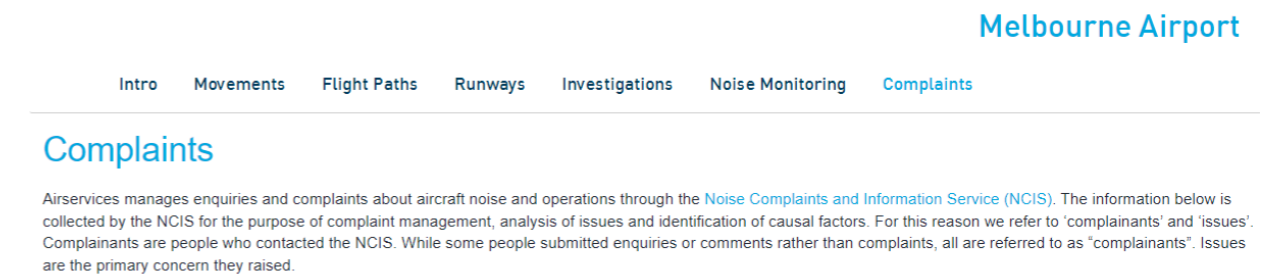 Melbourne Airport
Intro Movements Flight Paths Runways Investigations Noise Monitoring Complaints
Complaints
Airservices manages enquiries and complaints about aircraft noise and operations through the Noise Complaints and Information Service (NCIS). The information below is
collected by the NCIS for the purpose of complaint management, analysis of issues and identification of causal factors. For this reason we refer to ‘complainants’ and ‘issues’.
Complainants are people who contacted the NCIS. While some people submitted enquiries or comments rather than complaints, all are referred to as “complainants”. Issues
are the primary concern they raised.